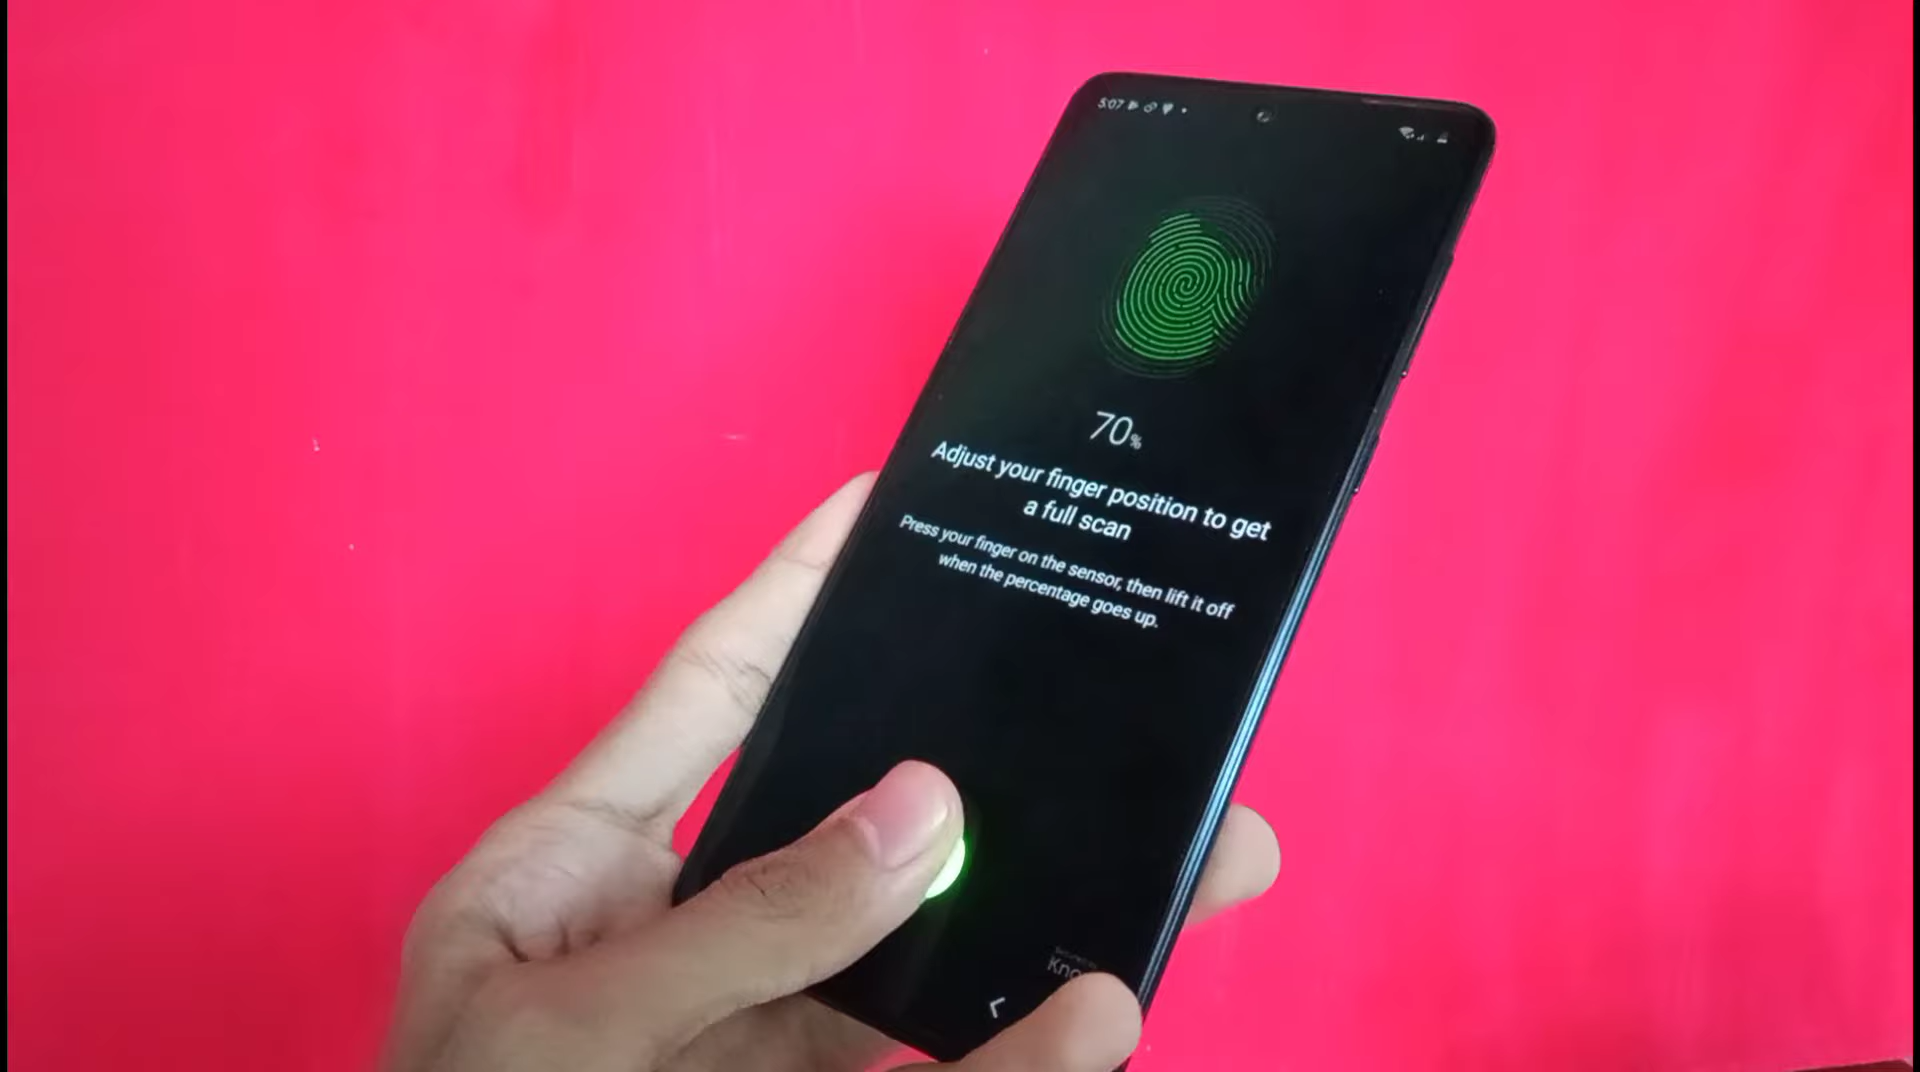 5:07
70%
Adjust your finger position to get
a full scan
Press your finger on the sensor, then lift it off
when the percentage goes up.